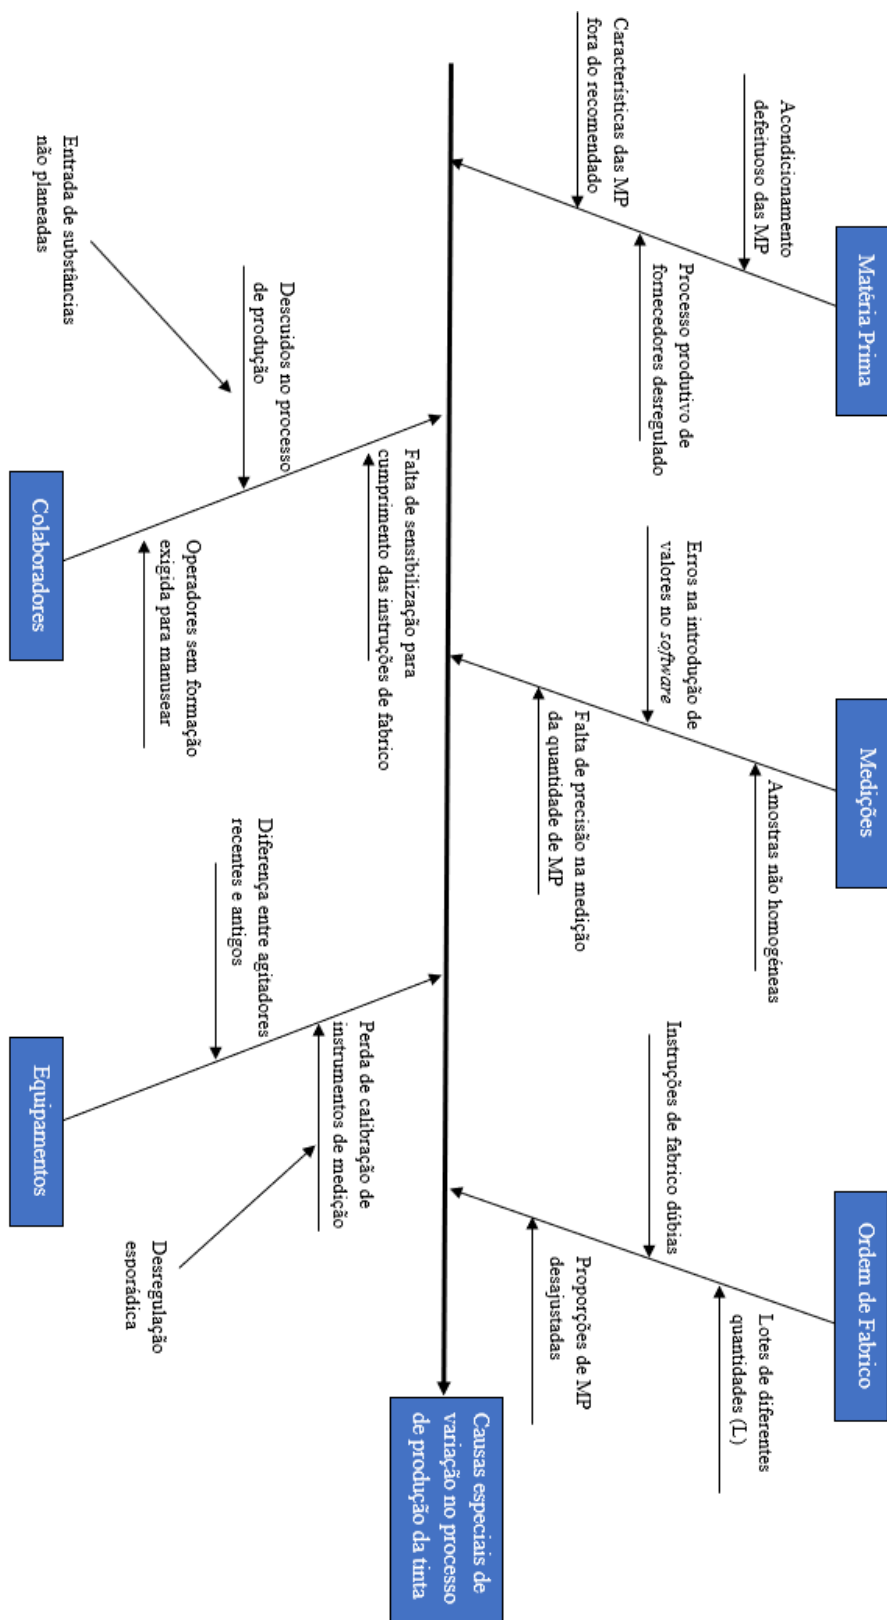 Matéria Prima
Medições
Ordem de Fabrico
Acondicionamento
defeituoso das MP
Características das MP
fora do recomendado
Processo produtivo de
fornecedores desregulado
Erros na introdução de
valores no software
Amostras não homogéneas
Falta de precisão na medição
da quantidade de MP
Instruções de fabrico dúbias
Lotes de diferentes
quantidades (L)
Proporções de MP
desajustadas
Causas especiais de
variação no processo
de produção da tinta
Falta de sensibilização para
cumprimento das instruções de fabrico
Descuidos no processo
de produção
Entrada de substâncias
não planeadas
Operadores sem formação
exigida para manusear
Perda de calibração de
instrumentos de medição
Diferença entre agitadores
recentes e antigos
Desregulação
esporádica
Colaboradores
Equipamentos